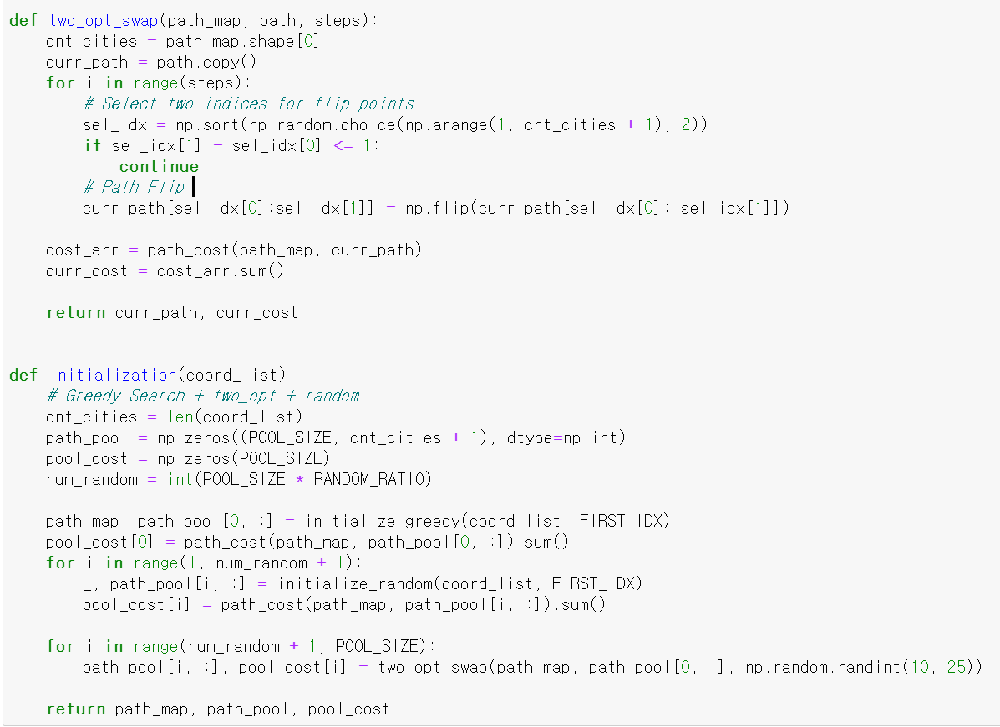 def two_opt_swap(path_map, path, steps):
    cnt_cities = path_map.shape[0]
    curr_path = path.copy()
    for i in range(steps):
        # Select two indices for flip points
        sel_idx = np.sort(np.random.choice(np.arange(1, cnt_cities + 1), 2))
        if sel_idx[1] - sel_idx[0] <= 1:
            continue
        # Path Flip
        curr_path[sel_idx[0]:sel_idx[1]] = np.flip(curr_path[sel_idx[0]: sel_idx[1]])
    cost_arr = path_cost(path_map, curr_path)
    curr_cost = cost_arr.sum()
    return curr_path, curr_cost
def initialization(coord_list):
    # Greedy Search + two_opt + random
    cnt_cities = len(coord_list)
    path_pool = np.zeros((POOL_SIZE, cnt_cities + 1), dtype=np.int)
    pool_cost = np.zeros(POOL_SIZE)
    num_random = int(POOL_SIZE * RANDOM_RATIO)
    path_map, path_pool[0, :] = initialize_greedy(coord_list, FIRST_IDX)
    pool_cost[0] = path_cost(path_map, path_pool[0, :]).sum()
    for i in range(1, num_random + 1):
        _, path_pool[i, :] = initialize_random(coord_list, FIRST_IDX)
        pool_cost[i] = path_cost(path_map, path_pool[i, :]).sum()
    for i in range(num_random + 1, POOL_SIZE):
        path_pool[i, :], pool_cost[i] = two_opt_swap(path_map, path_pool[0, :], np.random.randint(10, 25))
    return path_map, path_pool, pool_cost